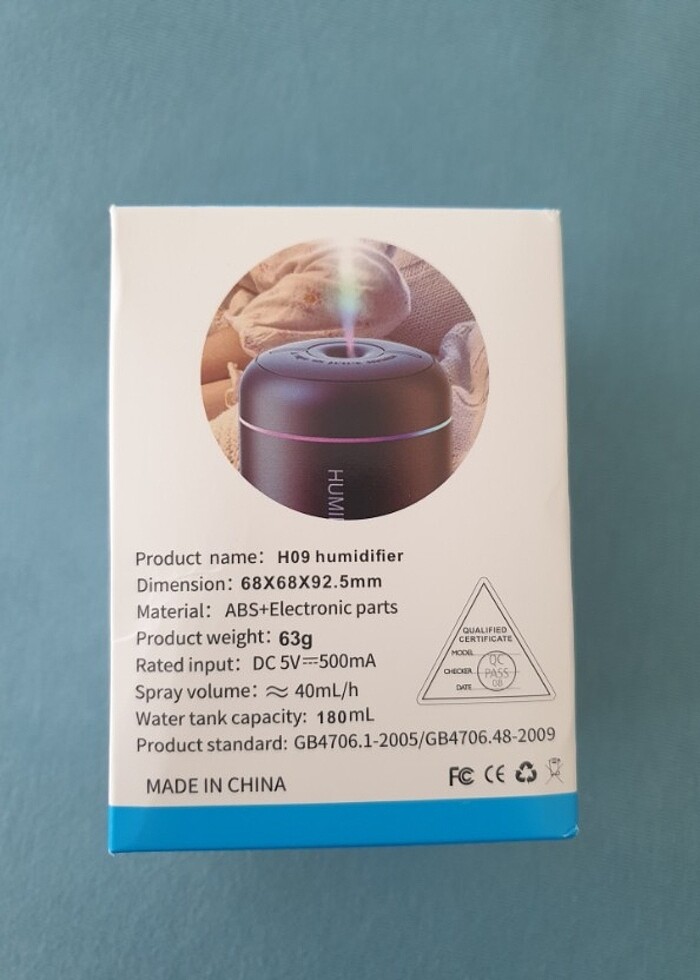 HUMI
Product name: H09 humidifier
Dimension: 68X68X92.5mm
Material: ABS+Electronic parts
Product weight: 63g
Rated input: DC 5V⎓500mA
Spray volume: ≈ 40mL/h
Water tank capacity: 180mL
Product standard: GB4706.1-2005/GB4706.48-2009
MADE IN CHINA
QUALIFIED
CERTIFICATE
MODEL
CHECKER
DATE
QC
PASS
08
FC CE